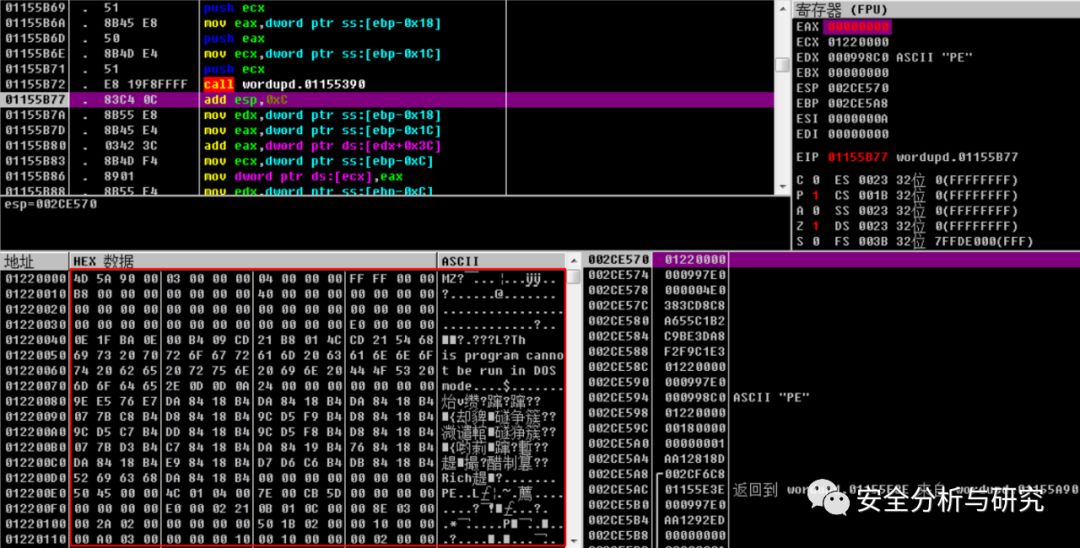 01155B69 . 51 push ecx
01155B6A . 8B45 E8 mov eax,dword ptr ss:[ebp-0x18]
01155B6D . 50 push eax
01155B6E . 8B4D E4 mov ecx,dword ptr ss:[ebp-0x1C]
01155B71 . 51 push ecx
01155B72 . E8 19F8FFFF call wordupd.01155390
01155B77 . 83C4 0C add esp,0xC
01155B7A . 8B55 E8 mov edx,dword ptr ss:[ebp-0x18]
01155B7D . 8B45 E4 mov eax,dword ptr ss:[ebp-0x1C]
01155B80 . 0342 3C add eax,dword ptr ds:[edx+0x3C]
01155B83 . 8B4D F4 mov ecx,dword ptr ss:[ebp-0xC]
01155B86 . 8901 mov dword ptr ds:[ecx],eax
01155B88 . 8B55 F4 mov edx,dword ptr ss:[ebp-0xC]
esp=002CE570
寄存器 (FPU)
EAX 00000000
ECX 01220000
EDX 000998C0 ASCII "PE"
EBX 00000000
ESP 002CE570
EBP 002CE5A8
ESI 0000000A
EDI 00000000
EIP 01155B77 wordupd.01155B77
C 0 ES 0023 32位 0(FFFFFFFF)
P 1 CS 001B 32位 0(FFFFFFFF)
A 0 SS 0023 32位 0(FFFFFFFF)
Z 1 DS 0023 32位 0(FFFFFFFF)
S 0 FS 003B 32位 7FFDE000(FFF)
地址 HEX 数据 ASCII
01220000 4D 5A 90 00 03 00 00 00 04 00 00 00 FF FF 00 00
01220010 B8 00 00 00 00 00 00 00 40 00 00 00 00 00 00 00 ?.......@.......
01220020 00 00 00 00 00 00 00 00 00 00 00 00 00 00 00 00 ................
01220030 00 00 00 00 00 00 00 00 00 00 00 00 E0 00 00 00 ............?...
01220040 0E 1F BA 0E 00 B4 09 CD 21 B8 01 4C CD 21 54 68
01220050 69 73 20 70 72 6F 67 72 61 6D 20 63 61 6E 6E 6F is program canno
01220060 74 20 62 65 20 72 75 6E 20 69 6E 20 44 4F 53 20 t be run in DOS
01220070 6D 6F 64 65 2E 0D 0D 0A 24 00 00 00 00 00 00 00 mode....$.......
01220080 9E E5 76 E7 DA 84 18 B4 DA 84 18 B4 DA 84 18 B4
01220090 07 7B C8 B4 D8 84 18 B4 9C D5 F9 B4 D8 84 18 B4
012200A0 9C D5 C7 B4 DD 84 18 B4 9C D5 F8 B4 D8 84 18 B4
012200B0 07 7B D3 B4 C7 84 18 B4 DA 84 19 B4 76 84 18 B4
012200C0 DA 84 18 B4 E9 84 18 B4 D7 D6 C6 B4 DB 84 18 B4
012200D0 52 69 63 68 DA 84 18 B4 00 00 00 00 00 00 00 00
012200E0 50 45 00 00 4C 01 04 00 7E 00 CB 5D 00 00 00 00
012200F0 00 00 00 00 E0 00 02 21 0B 01 0C 00 00 8E 03 00
01220100 00 2A 02 00 00 00 00 00 50 1B 02 00 00 10 00 00
01220110 00 A0 03 00 00 00 00 10 00 10 00 00 00 02 00 00
002CE570 01220000
002CE574 000997E0
002CE578 000004E0
002CE57C 383CD8C8
002CE580 A655C1B2
002CE584 C9BE3DA8
002CE588 F2F9C1E3
002CE58C 01220000
002CE590 000997E0
002CE594 000998C0 ASCII "PE"
002CE598 01220000
002CE59C 00180000
002CE5A0 00000001
002CE5A4 AA12818D
002CE5A8 002CF6C8
002CE5AC 01155E3E 返回到
002CE5B0 000997E0
002CE5B4 AA1292ED
002CE5B8 00000000
安全分析与研究